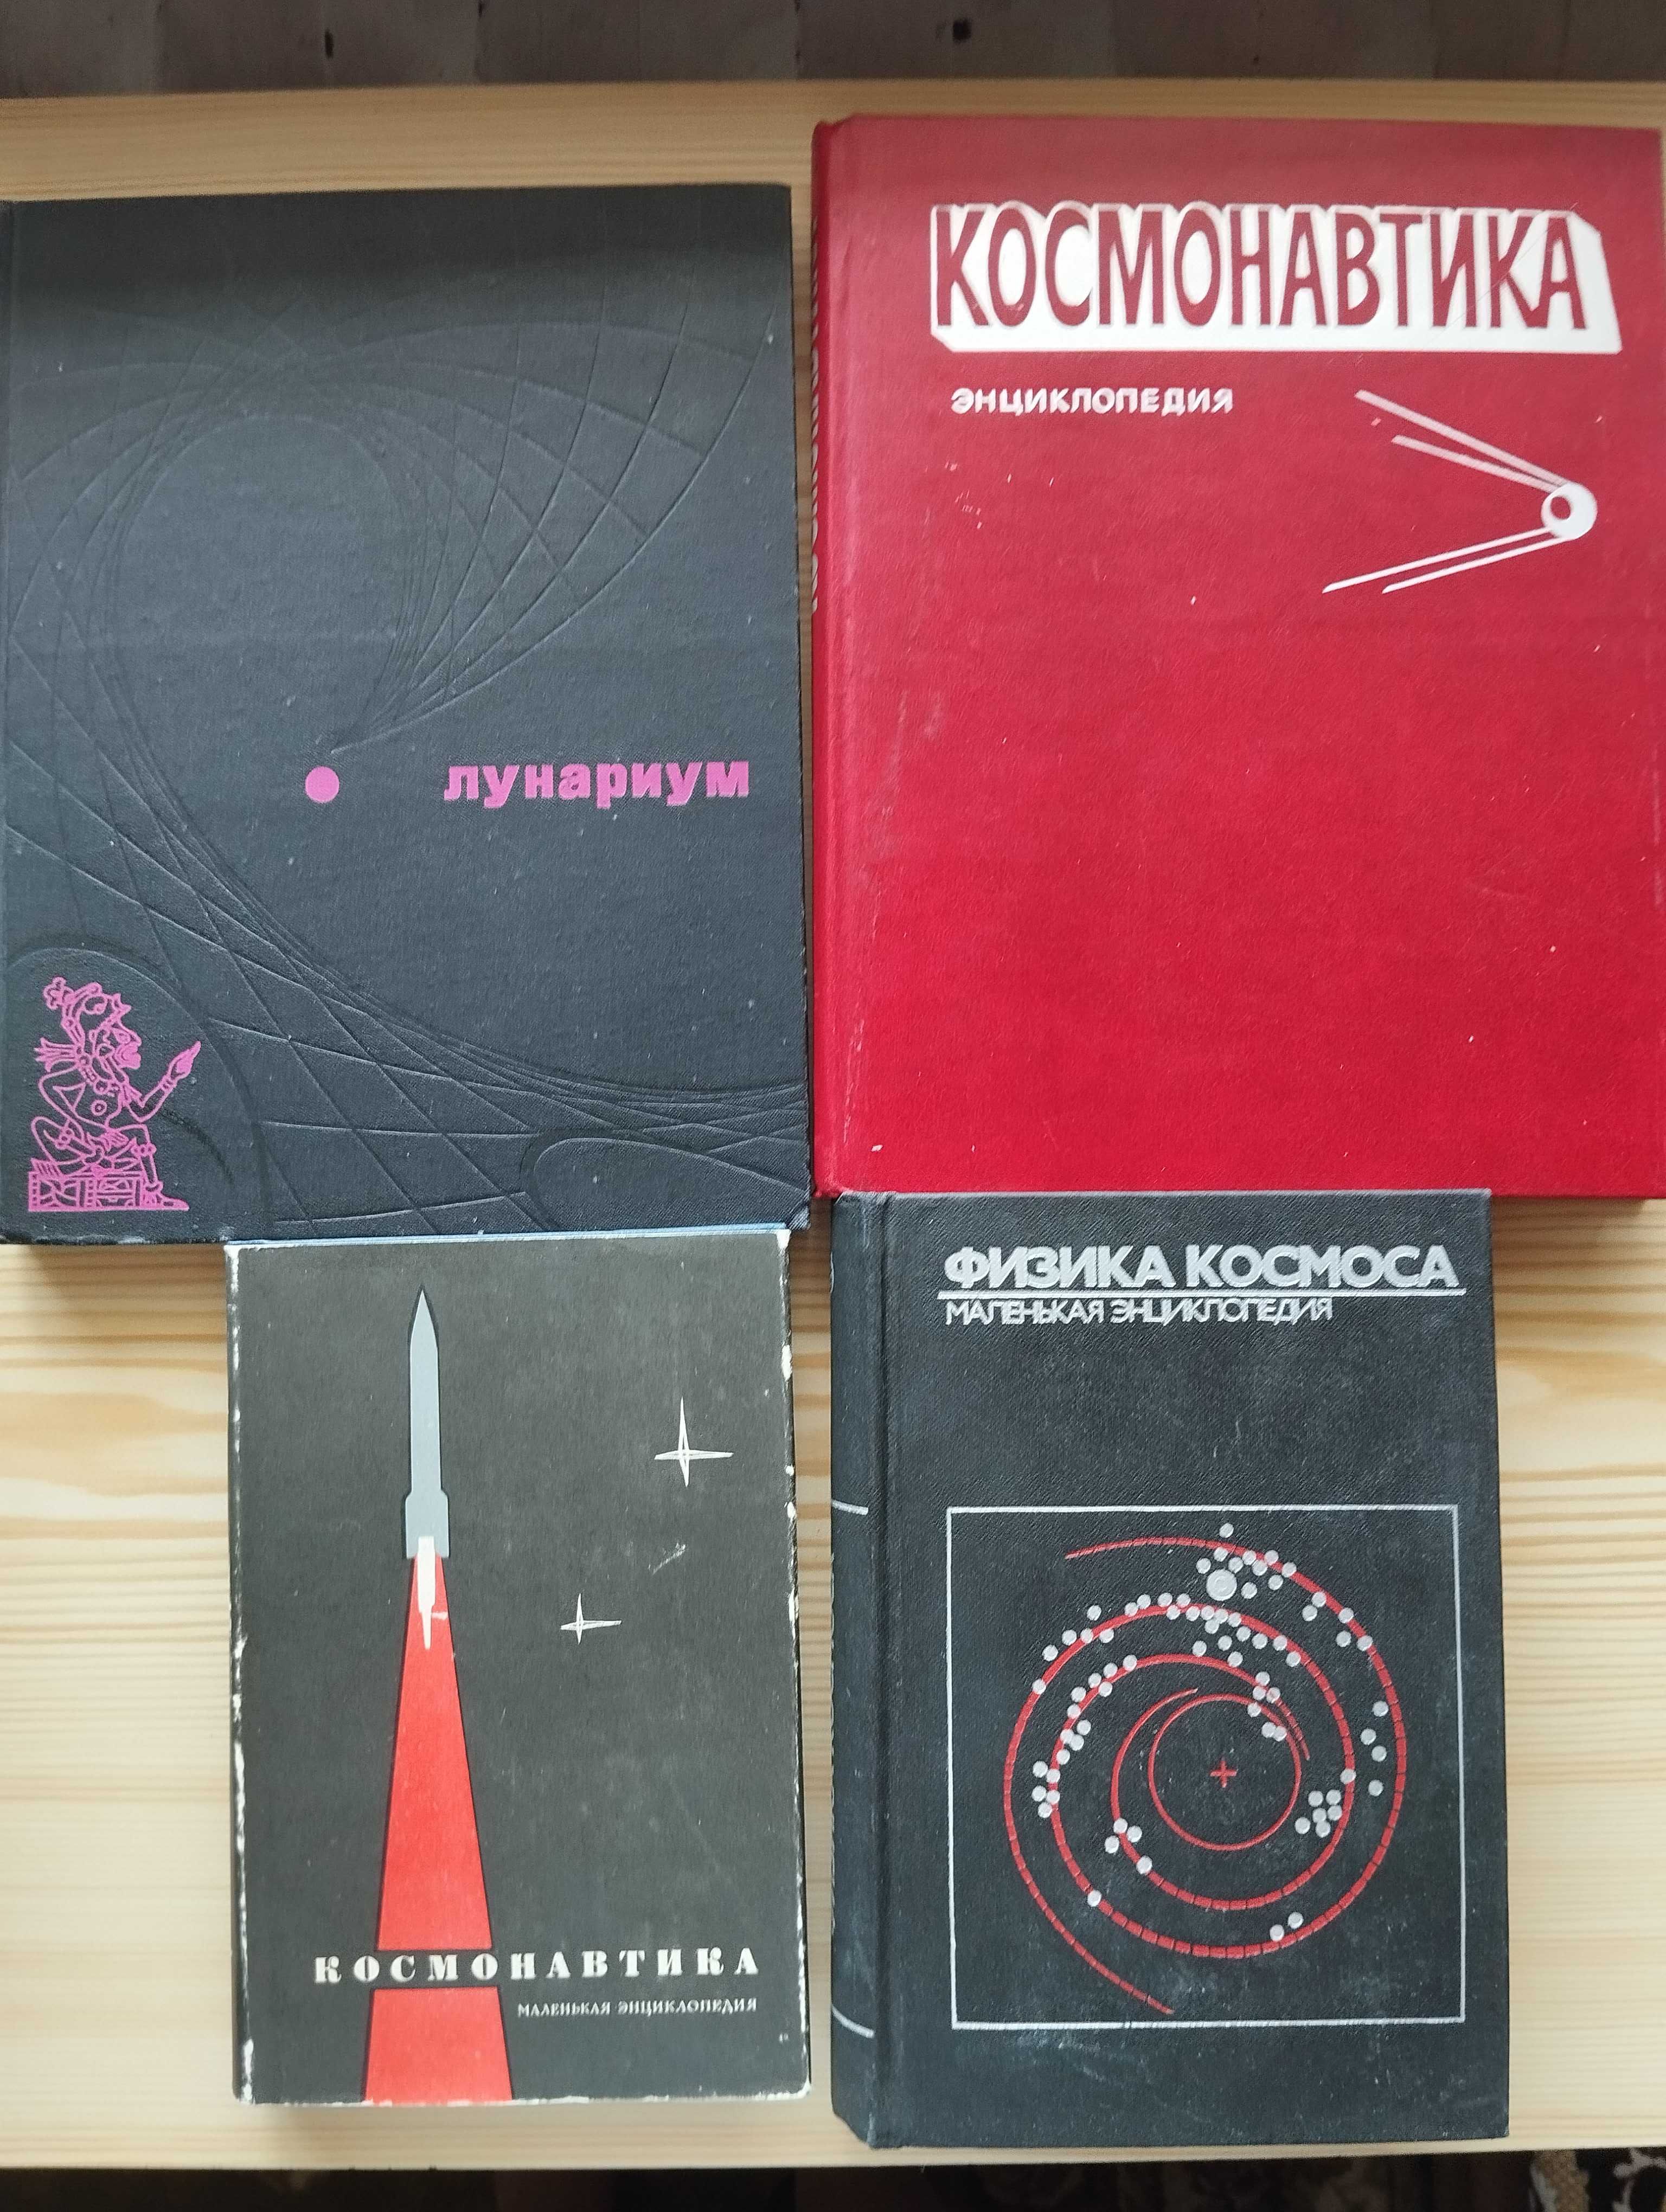 лунариум
КОСМОНАВТИКА
ЭНЦИКЛОПЕДИЯ
КОСМОНАВТИКА
МАЛЕНЬКАЯ ЭНЦИКЛОПЕДИЯ
ФИЗИКА КОСМОСА
МАЛЕНЬКАЯ ЭНЦИКЛОПЕДИЯ